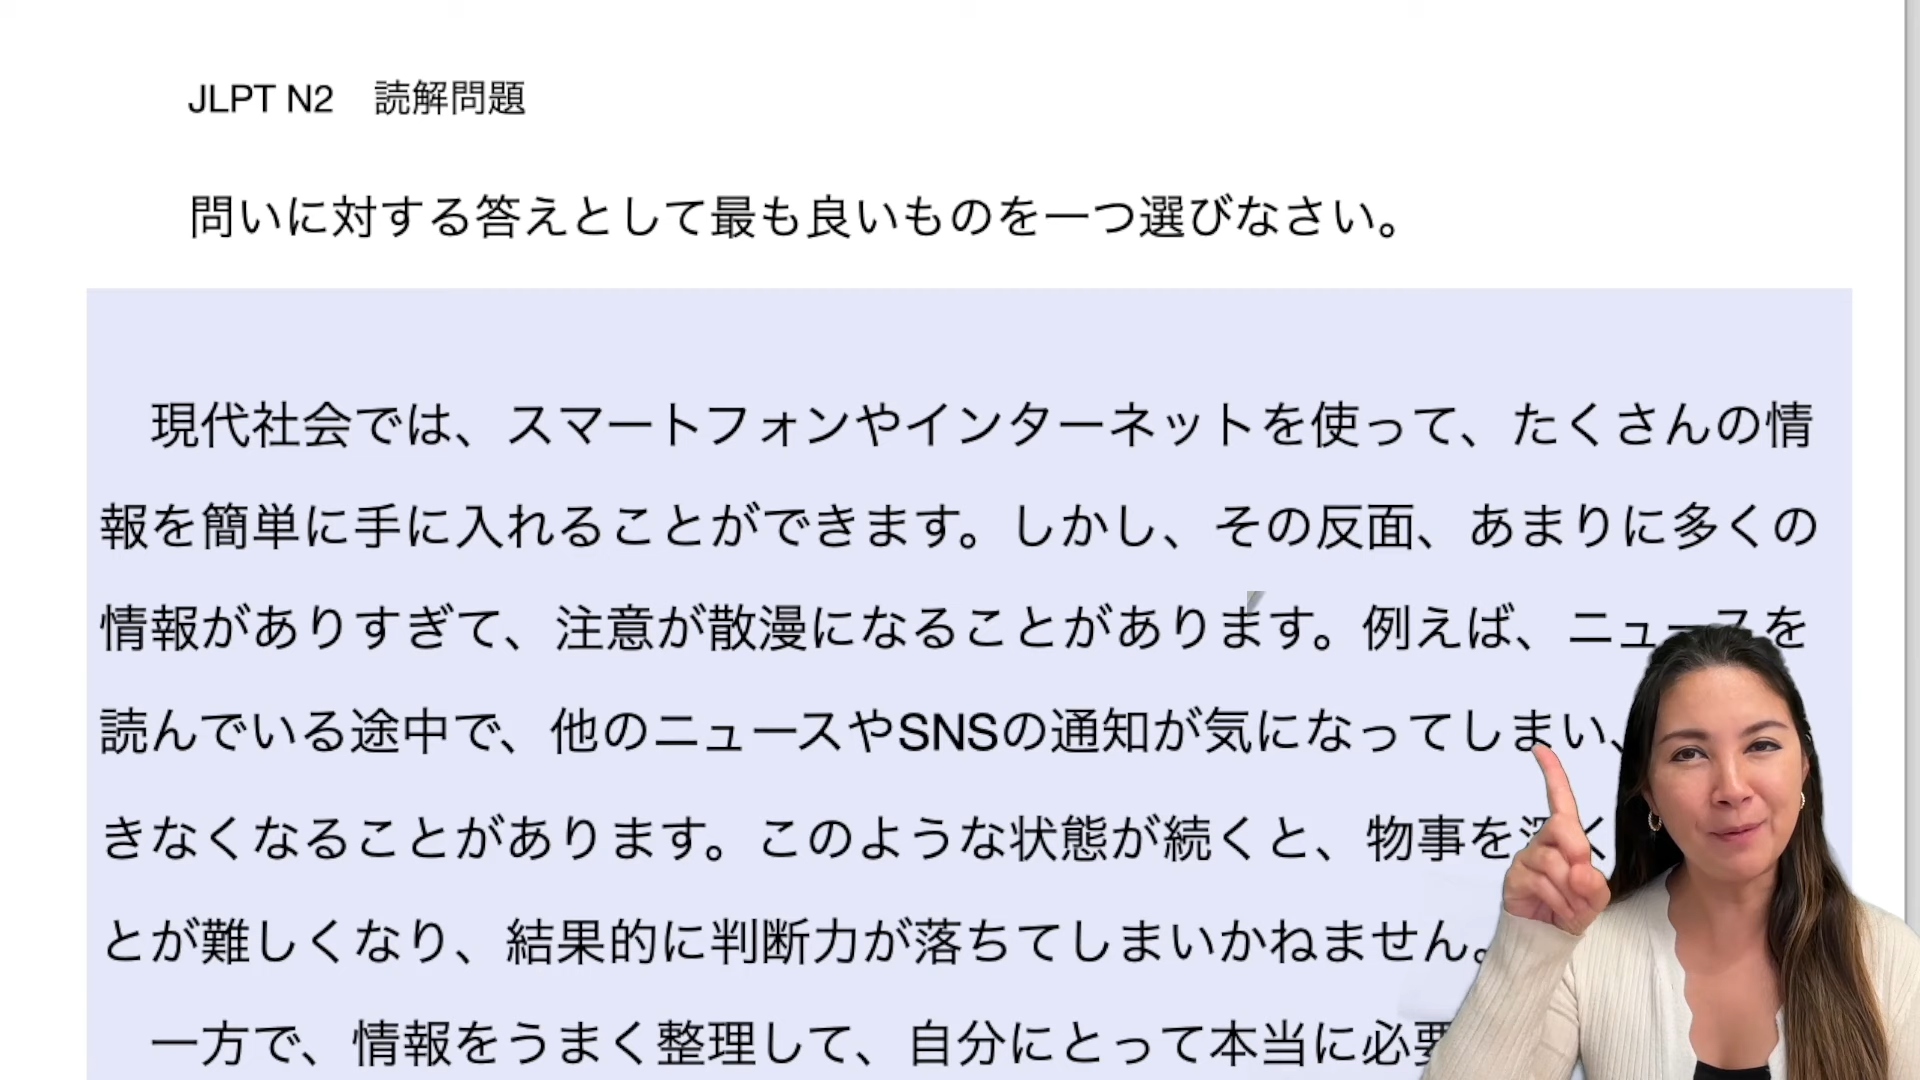 JLPT N2　読解問題
問いに対する答えとして最も良いものを一つ選びなさい。
現代社会では、スマートフォンやインターネットを使って、たくさんの情
報を簡単に手に入れることができます。しかし、その反面、あまりに多くの
情報がありすぎて、注意が散漫になることがあります。例えば、ニュースを
読んでいる途中で、他のニュースやSNSの通知が気になってしまい、
きなくなることがあります。このような状態が続くと、物事を深く
とが難しくなり、結果的に判断力が落ちてしまいかねません。
一方で、情報をうまく整理して、自分にとって本当に必要